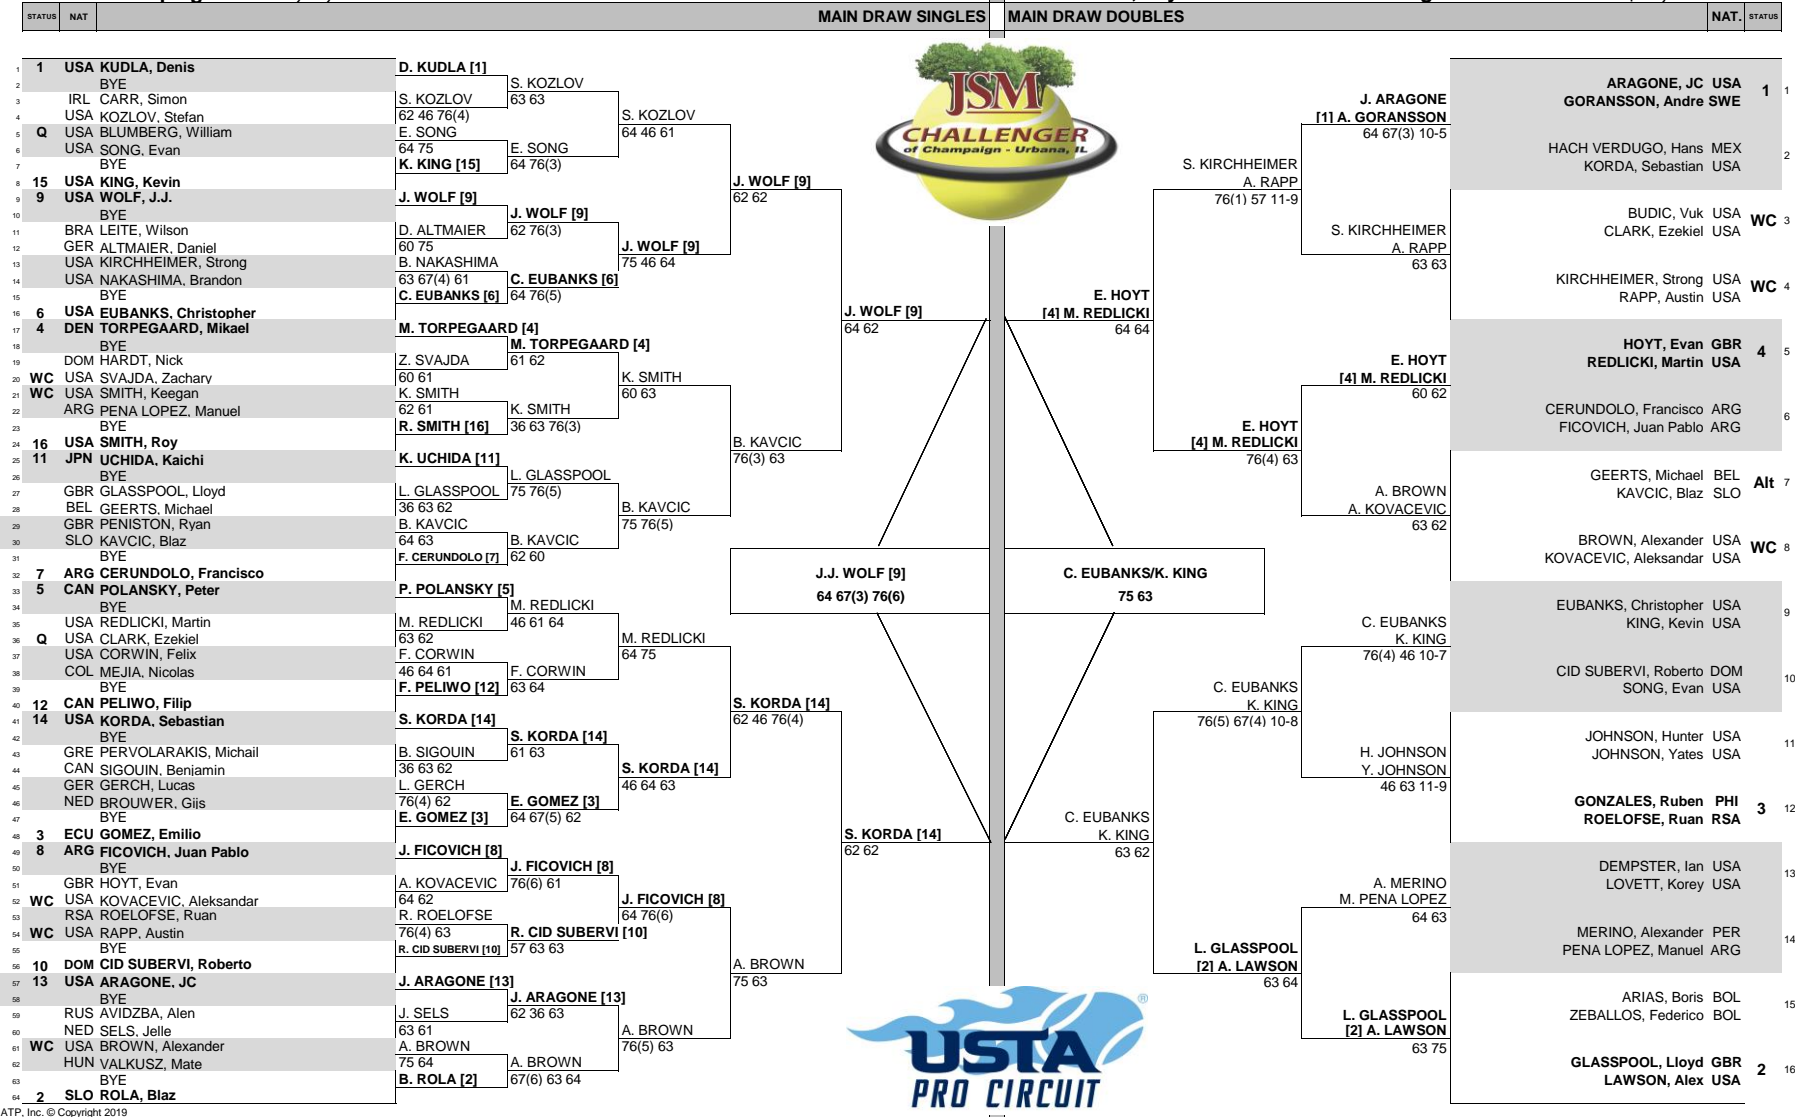 STATUS NAT MAIN DRAW SINGLES MAIN DRAW DOUBLES NAT. STATUS
1 1 USA KUDLA, Denis
2 BYE
3 IRL CARR, Simon
4 USA KOZLOV, Stefan
5 Q USA BLUMBERG, William
6 USA SONG, Evan
7 BYE
8 15 USA KING, Kevin
9 9 USA WOLF, J.J.
10 BYE
11 BRA LEITE, Wilson
12 GER ALTMAIER, Daniel
13 USA KIRCHHEIMER, Strong
14 USA NAKASHIMA, Brandon
15 BYE
16 6 USA EUBANKS, Christopher
17 4 DEN TORPEGAARD, Mikael
18 BYE
19 DOM HARDT, Nick
20 WC USA SVAJDA, Zachary
21 WC USA SMITH, Keegan
22 ARG PENA LOPEZ, Manuel
23 BYE
24 16 USA SMITH, Roy
25 11 JPN UCHIDA, Kaichi
26 BYE
27 GBR GLASSPOOL, Lloyd
28 BEL GEERTS, Michael
29 GBR PENISTON, Ryan
30 SLO KAVCIC, Blaz
31 BYE
32 7 ARG CERUNDOLO, Francisco
33 5 CAN POLANSKY, Peter
34 BYE
35 USA REDLICKI, Martin
36 Q USA CLARK, Ezekiel
37 USA CORWIN, Felix
38 COL MEJIA, Nicolas
39 BYE
40 12 CAN PELIWO, Filip
41 14 USA KORDA, Sebastian
42 BYE
43 GRE PERVOLARAKIS, Michail
44 CAN SIGOUIN, Benjamin
45 GER GERCH, Lucas
46 NED BROUWER, Gijs
47 BYE
48 3 ECU GOMEZ, Emilio
49 8 ARG FICOVICH, Juan Pablo
50 BYE
51 GBR HOYT, Evan
52 WC USA KOVACEVIC, Aleksandar
53 RSA ROELOFSE, Ruan
54 WC USA RAPP, Austin
55 BYE
56 10 DOM CID SUBERVI, Roberto
57 13 USA ARAGONE, JC
58 BYE
59 RUS AVIDZBA, Alen
60 NED SELS, Jelle
61 WC USA BROWN, Alexander
62 HUN VALKUSZ, Mate
63 BYE
64 2 SLO ROLA, Blaz
ATP, Inc. © Copyright 2019
D. KUDLA [1]
S. KOZLOV
62 46 76(4)
E. SONG
64 75
K. KING [15]
J. WOLF [9]
D. ALTMAIER
60 75
B. NAKASHIMA
63 67(4) 61
C. EUBANKS [6]
M. TORPEGAARD [4]
Z. SVAJDA
60 61
K. SMITH
62 61
R. SMITH [16]
K. UCHIDA [11]
L. GLASSPOOL
36 63 62
B. KAVCIC
64 63
F. CERUNDOLO [7]
P. POLANSKY [5]
M. REDLICKI
63 62
F. CORWIN
46 64 61
F. PELIWO [12]
S. KORDA [14]
B. SIGOUIN
36 63 62
L. GERCH
76(4) 62
E. GOMEZ [3]
J. FICOVICH [8]
A. KOVACEVIC
64 62
R. ROELOFSE
76(4) 63
R. CID SUBERVI [10]
J. ARAGONE [13]
J. SELS
63 61
A. BROWN
75 64
B. ROLA [2]
S. KOZLOV
63 63
E. SONG
64 76(3)
J. WOLF [9]
62 76(3)
C. EUBANKS [6]
64 76(5)
M. TORPEGAARD [4]
61 62
K. SMITH
36 63 76(3)
L. GLASSPOOL
75 76(5)
B. KAVCIC
62 60
M. REDLICKI
46 61 64
F. CORWIN
63 64
S. KORDA [14]
61 63
E. GOMEZ [3]
64 67(5) 62
J. FICOVICH [8]
76(6) 61
R. CID SUBERVI [10]
57 63 63
J. ARAGONE [13]
62 36 63
A. BROWN
67(6) 63 64
S. KOZLOV
64 46 61
J. WOLF [9]
75 46 64
K. SMITH
60 63
B. KAVCIC
75 76(5)
M. REDLICKI
64 75
S. KORDA [14]
46 64 63
J. FICOVICH [8]
64 76(6)
A. BROWN
76(5) 63
J. WOLF [9]
62 62
B. KAVCIC
76(3) 63
S. KORDA [14]
62 46 76(4)
A. BROWN
75 63
J. WOLF [9]
64 62
S. KORDA [14]
62 62
J.J. WOLF [9]
64 67(3) 76(6)
JSM
CHALLENGER
of Champaign - Urbana, IL
C. EUBANKS/K. KING
75 63
E. HOYT
[4] M. REDLICKI
64 64
C. EUBANKS
K. KING
63 62
S. KIRCHHEIMER
A. RAPP
76(1) 57 11-9
E. HOYT
[4] M. REDLICKI
76(4) 63
C. EUBANKS
K. KING
76(5) 67(4) 10-8
L. GLASSPOOL
[2] A. LAWSON
63 64
J. ARAGONE
[1] A. GORANSSON
64 67(3) 10-5
S. KIRCHHEIMER
A. RAPP
63 63
E. HOYT
[4] M. REDLICKI
60 62
A. BROWN
A. KOVACEVIC
63 62
C. EUBANKS
K. KING
76(4) 46 10-7
H. JOHNSON
Y. JOHNSON
46 63 11-9
A. MERINO
M. PENA LOPEZ
64 63
L. GLASSPOOL
[2] A. LAWSON
63 75
ARAGONE, JC USA
GORANSSON, Andre SWE 1 1
HACH VERDUGO, Hans MEX
KORDA, Sebastian USA 2
BUDIC, Vuk USA
CLARK, Ezekiel USA WC 3
KIRCHHEIMER, Strong USA
RAPP, Austin USA WC 4
HOYT, Evan GBR
REDLICKI, Martin USA 4 5
CERUNDOLO, Francisco ARG
FICOVICH, Juan Pablo ARG 6
GEERTS, Michael BEL
KAVCIC, Blaz SLO Alt 7
BROWN, Alexander USA
KOVACEVIC, Aleksandar USA WC 8
EUBANKS, Christopher USA
KING, Kevin USA 9
CID SUBERVI, Roberto DOM
SONG, Evan USA 10
JOHNSON, Hunter USA
JOHNSON, Yates USA 11
GONZALES, Ruben PHI
ROELOFSE, Ruan RSA 3 12
DEMPSTER, Ian USA
LOVETT, Korey USA 13
MERINO, Alexander PER
PENA LOPEZ, Manuel ARG 14
ARIAS, Boris BOL
ZEBALLOS, Federico BOL 15
GLASSPOOL, Lloyd GBR
LAWSON, Alex USA 2 16
USTA ®
PRO CIRCUIT